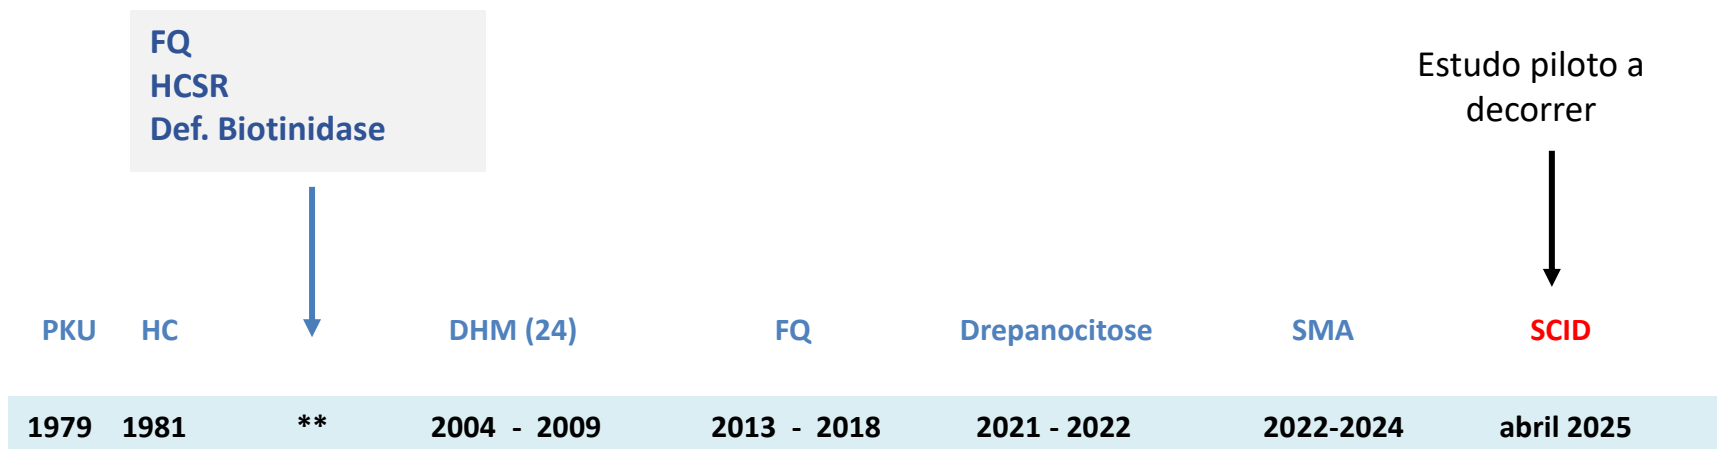 FQ
HCSR
Def. Biotinidase
Estudo piloto a
decorrer
PKU HC DHM (24) FQ Drepanocitose SMA SCID
1979 1981 ** 2004 - 2009 2013 - 2018 2021 - 2022 2022-2024 abril 2025